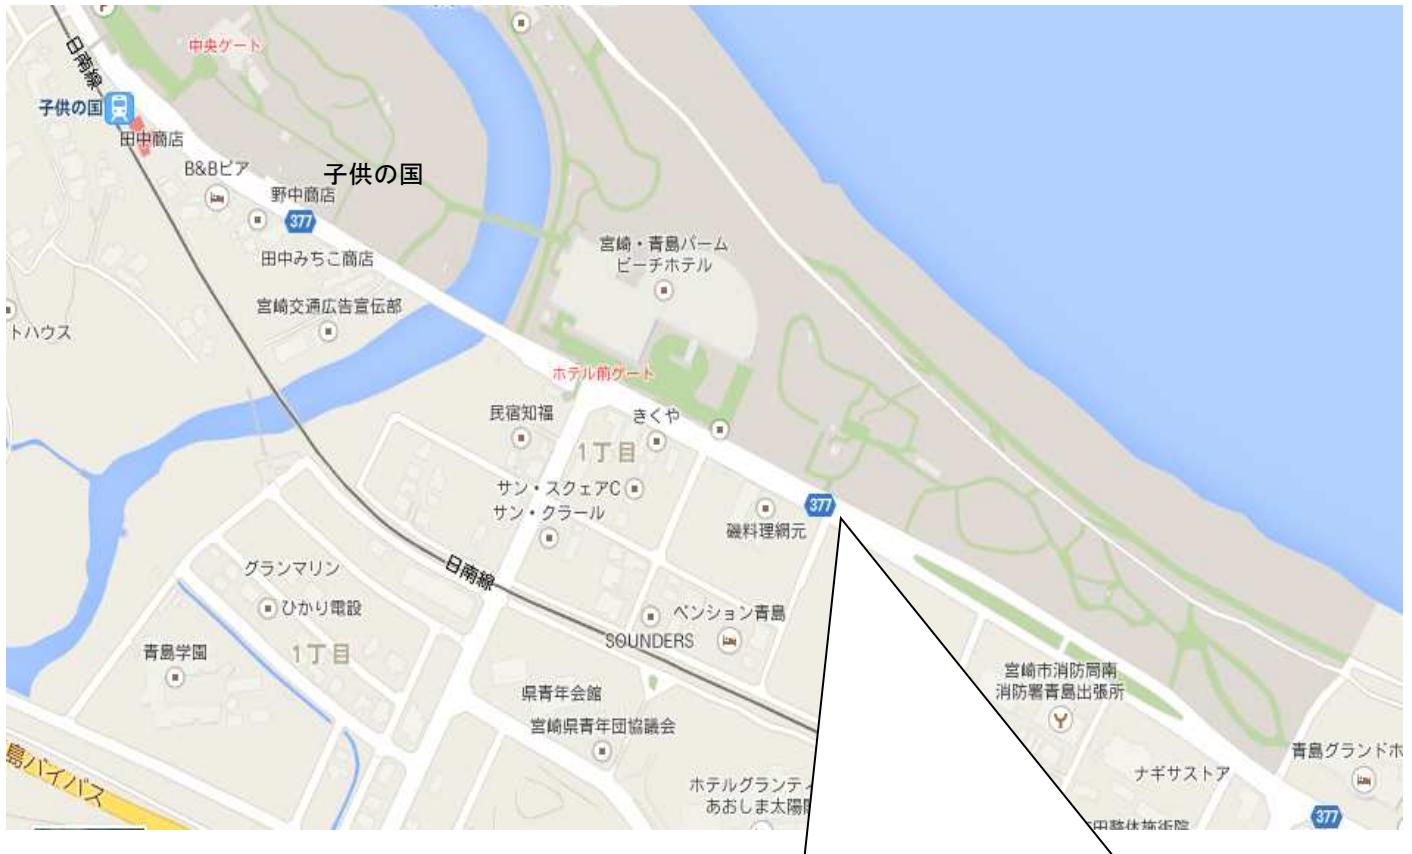 P
中央ゲート
日南線
子供の国
田中商店
B&Bピア
子供の国
野中商店
377
田中みちこ商店
宮崎・青島パーム
ビーチホテル
宮崎交通広告宣伝部
トハウス
ホテル前ゲート
民宿知福
きくや
1丁目
サン・スクェアC
サン・クラール
377
磯料理網元
日南線
グランマリン
ひかり電設
ペンション青島
SOUNDERS
青島学園
1丁目
宮崎市消防局南
消防署青島出張所
県青年会館
宮崎県青年団協議会
島バイパス
青島グランドホ
ナギサストア
ホテルグランティ
あおしま太陽
377
田整体施術院